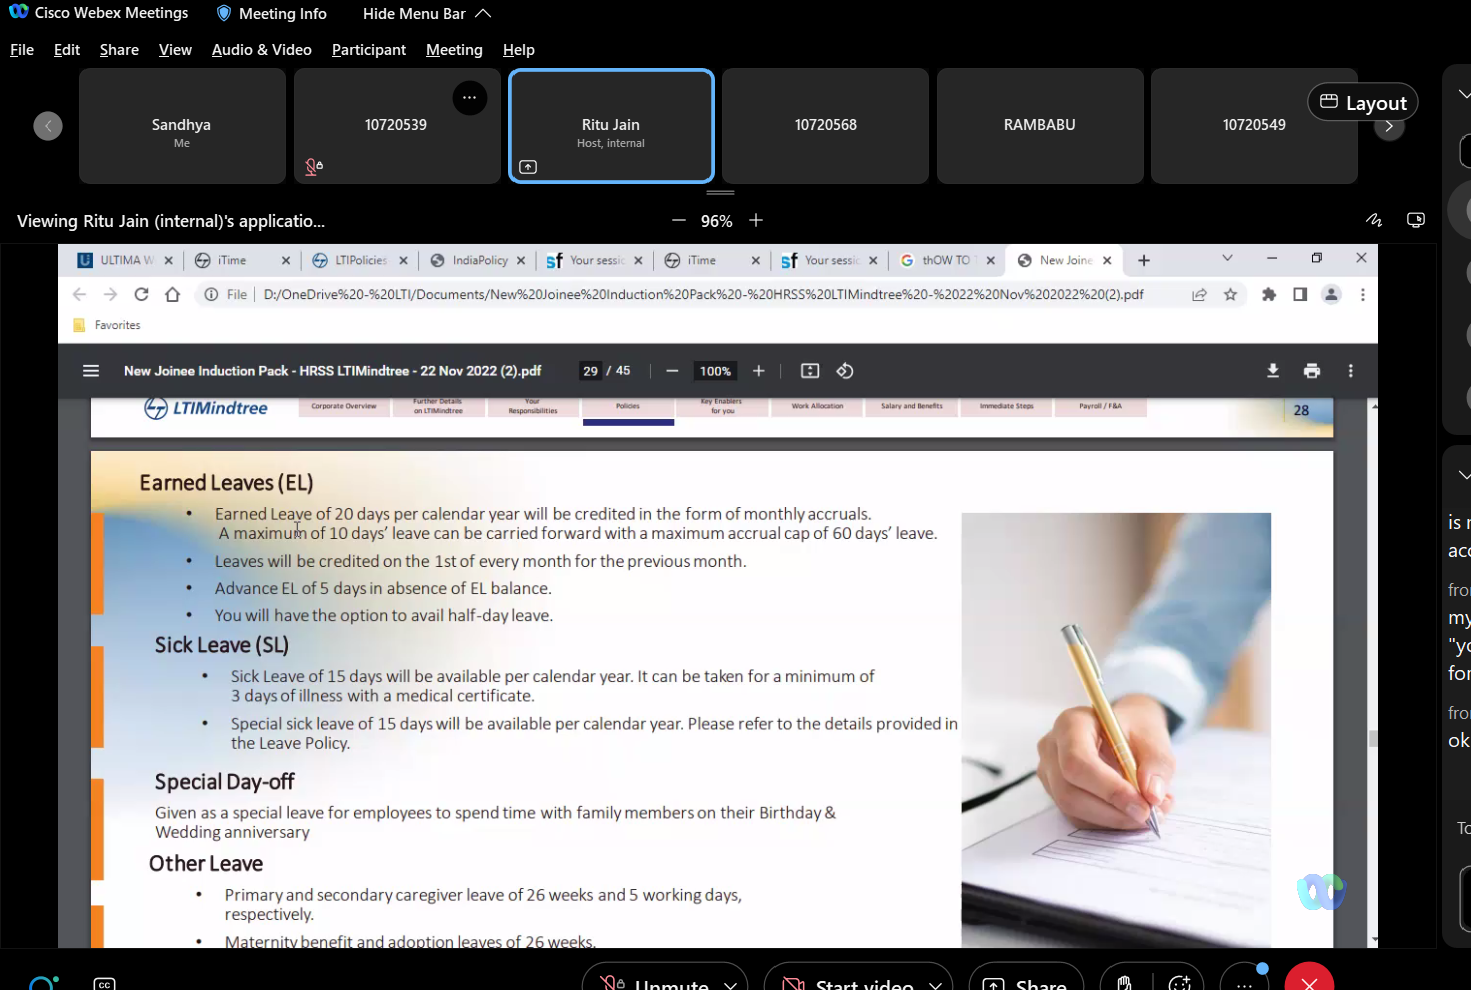 Cisco Webex Meetings Meeting Info Hide Menu Bar
File Edit Share View Audio & Video Participant Meeting Help
Sandhya
Me
10720539
Ritu Jain
Host, internal
10720568
RAMBABU
10720549
Layout
Viewing Ritu Jain (internal)'s applicatio...
96%
ULTIMA W iTime LTIPolicies IndiaPolicy Your sessio iTime Your sessio thOW TO New Joine
File D:/OneDrive%20-%20LTI/Documents/New%20Joinee%20Induction%20Pack%20-%20HRSS%20LTIMindtree%20-%2022%20Nov%202022%20(2).pdf
Favorites
New Joinee Induction Pack - HRSS LTIMindtree - 22 Nov 2022 (2).pdf 29 / 45 100%
LTIMindtree
Corporate Overview
Further Details
on LTIMindtree
Your
Responsibilities
Policies
Key Enablers
for you
Work Allocation
Salary and Benefits
Immediate Steps
Payroll / F&A
28
Earned Leaves (EL)
• Earned Leave of 20 days per calendar year will be credited in the form of monthly accruals.
A maximum of 10 days’ leave can be carried forward with a maximum accrual cap of 60 days’ leave.
• Leaves will be credited on the 1st of every month for the previous month.
• Advance EL of 5 days in absence of EL balance.
• You will have the option to avail half-day leave.
Sick Leave (SL)
• Sick Leave of 15 days will be available per calendar year. It can be taken for a minimum of
3 days of illness with a medical certificate.
• Special sick leave of 15 days will be available per calendar year. Please refer to the details provided in
the Leave Policy.
Special Day-off
Given as a special leave for employees to spend time with family members on their Birthday &
Wedding anniversary
Other Leave
• Primary and secondary caregiver leave of 26 weeks and 5 working days,
respectively.
• Maternity benefit and adoption leaves of 26 weeks.
is
acc
fro
my
"yo
for
fro
ok
To
CC
Unmute Start video Share